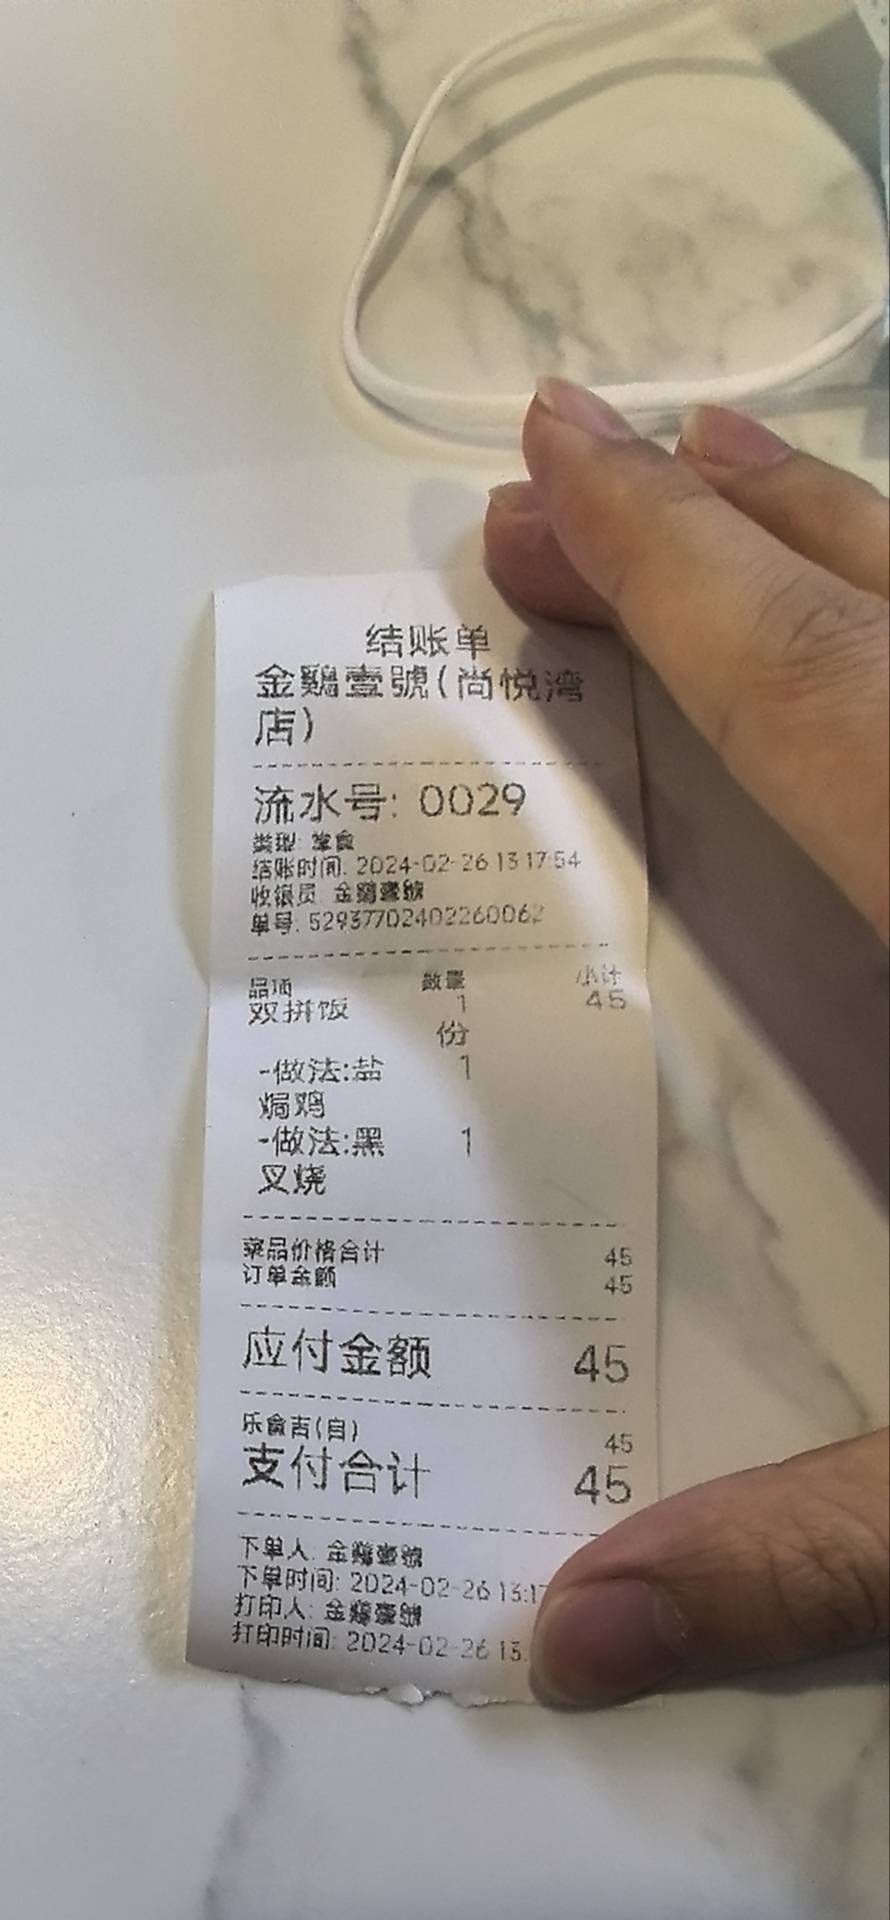 结账单
金鷄壹號(尚悦湾
店)
流水号: 0029
类型: 堂食
结账时间: 2024-02-26 13:17:54
收银员: 金鷄壹號
单号: 52937702402260062
品项 数量 小计
双拼饭 1 45
份
-做法:盐 1
焗鸡
-做法:黑 1
叉烧
菜品价格合计 45
订单金额 45
应付金额 45
乐食吉(自) 45
支付合计 45
下单人: 金鷄壹號
下单时间: 2024-02-26 13:17
打印人: 金鷄壹號
打印时间: 2024-02-26 13: